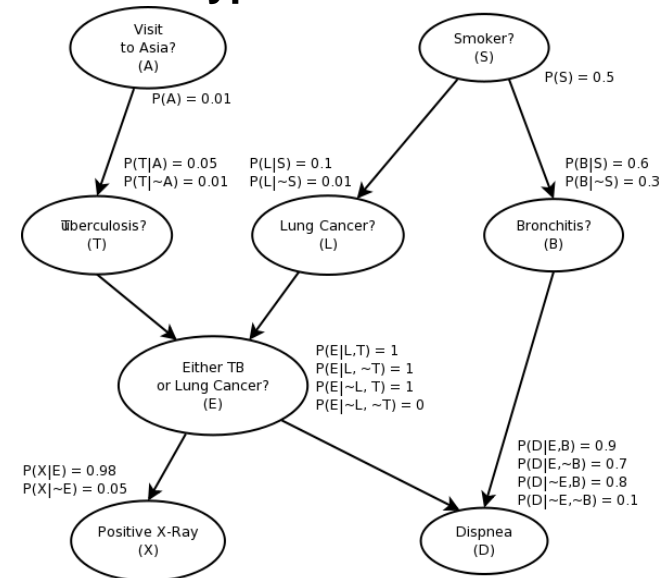 Visit
to Asia?
(A)
Smoker?
(S)
P(S) = 0.5
P(A) = 0.01
P(T|A) = 0.05
P(T|~A) = 0.01
P(L|S) = 0.1
P(L|~S) = 0.01
P(B|S) = 0.6
P(B|~S) = 0.3
Tuberculosis?
(T)
Lung Cancer?
(L)
Bronchitis?
(B)
Either TB
or Lung Cancer?
(E)
P(E|L,T) = 1
P(E|L, ~T) = 1
P(E|~L, T) = 1
P(E|~L, ~T) = 0
P(X|E) = 0.98
P(X|~E) = 0.05
P(D|E,B) = 0.9
P(D|E,~B) = 0.7
P(D|~E,B) = 0.8
P(D|~E,~B) = 0.1
Positive X-Ray
(X)
Dispnea
(D)